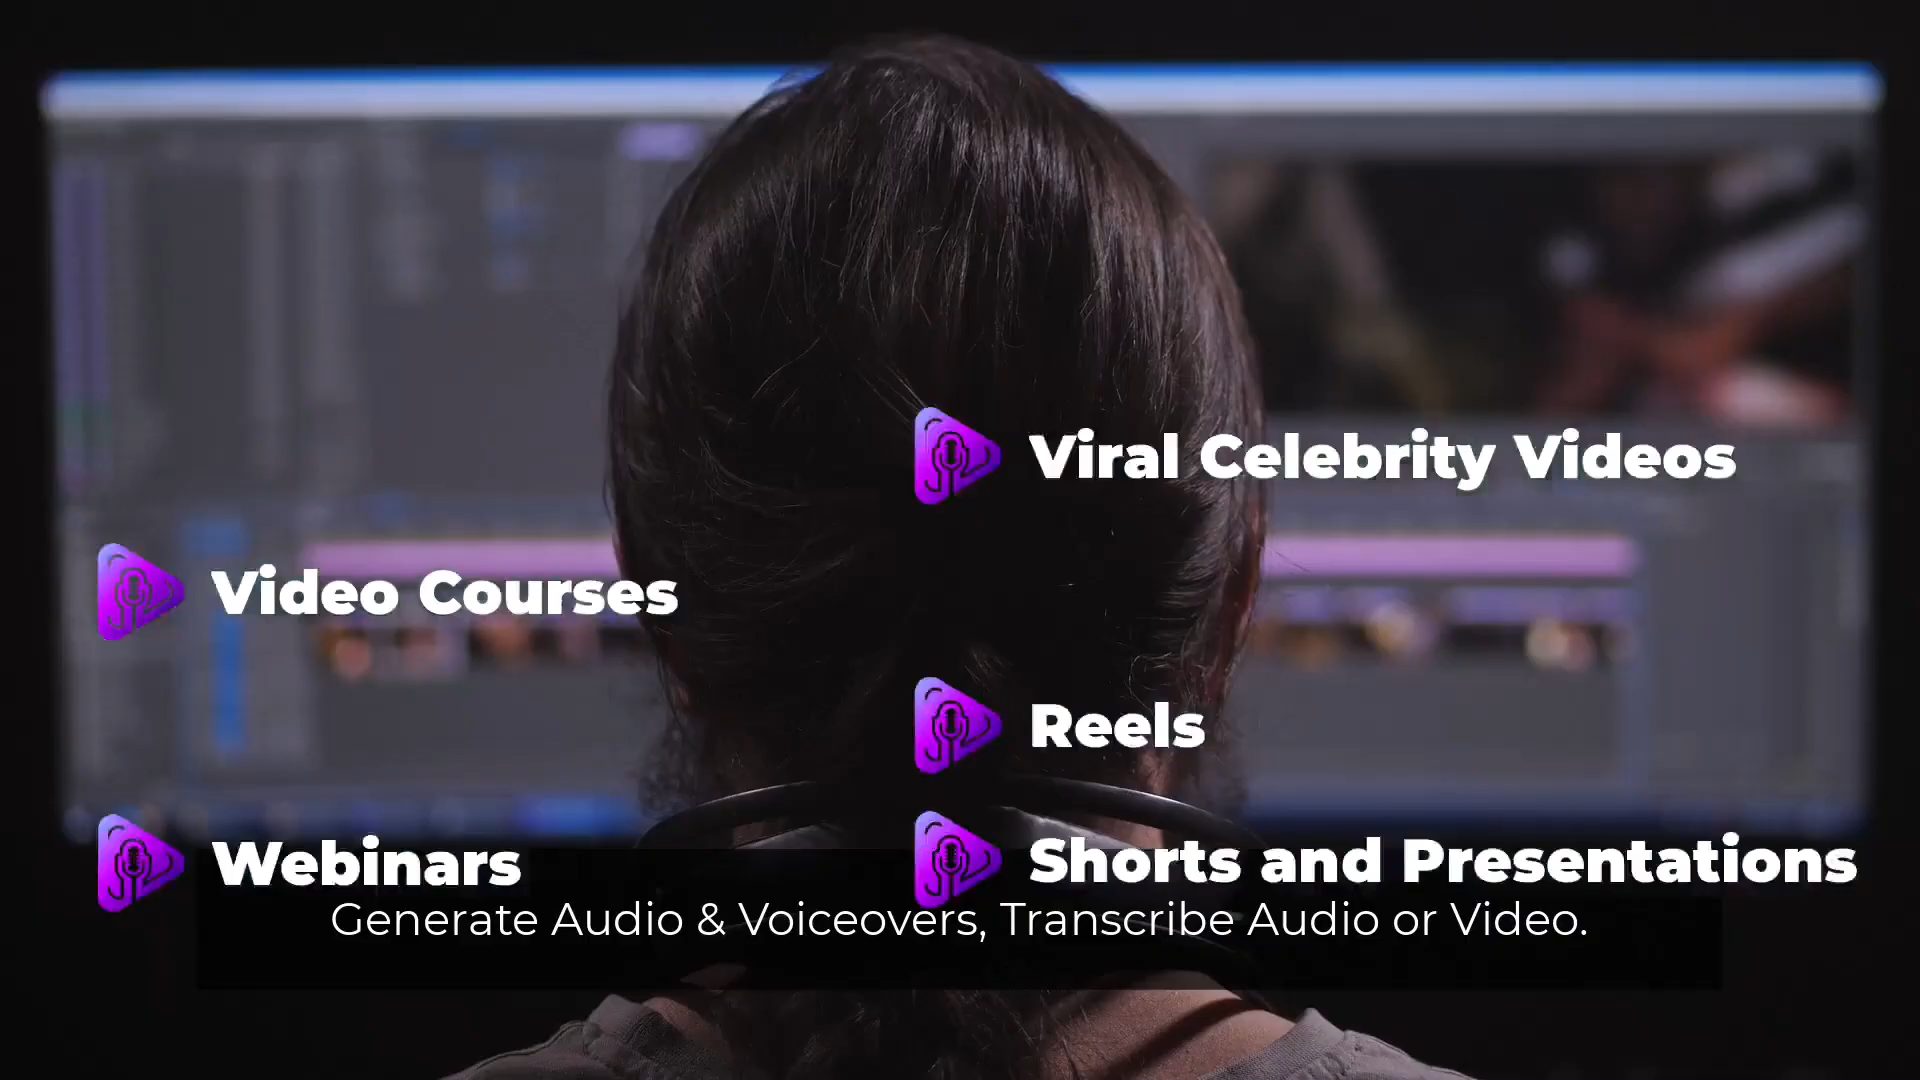 Viral Celebrity Videos
Video Courses
Reels
Webinars
Shorts and Presentations
Generate Audio & Voiceovers, Transcribe Audio or Video.